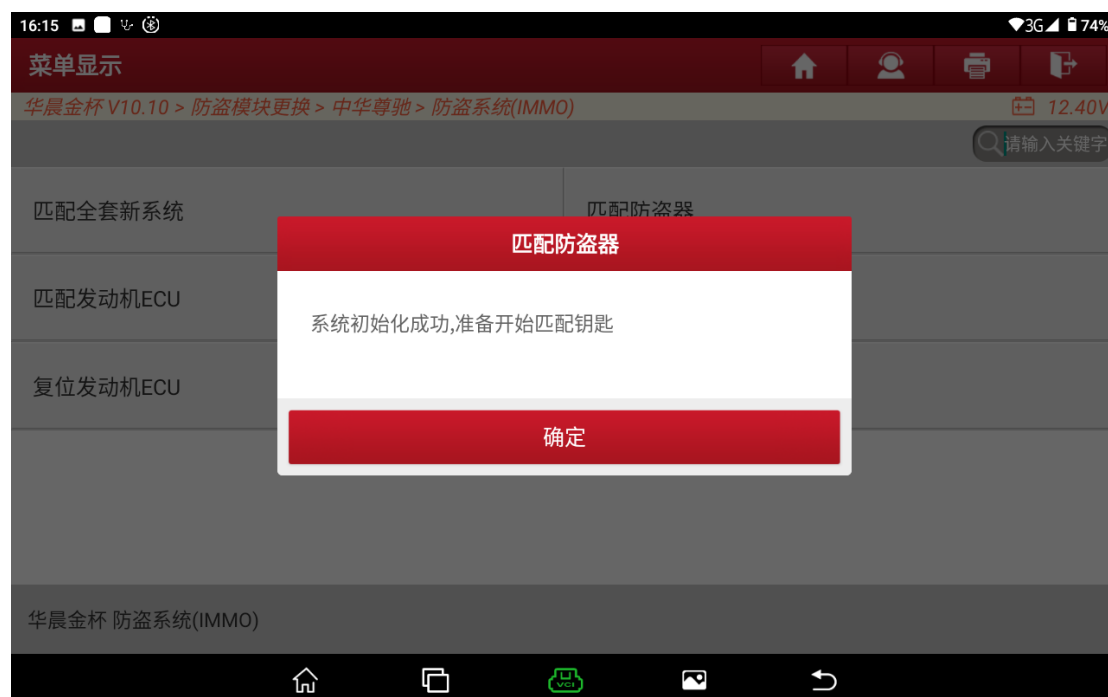 16:15 3G 74%
菜单显示
华晨金杯 V10.10 > 防盗模块更换 > 中华尊驰 > 防盗系统(IMMO) 12.40V
请输入关键字
匹配全套新系统 匹配防盗器
匹配防盗器
匹配发动机ECU
系统初始化成功,准备开始匹配钥匙
复位发动机ECU
确定
华晨金杯 防盗系统(IMMO)
VCI